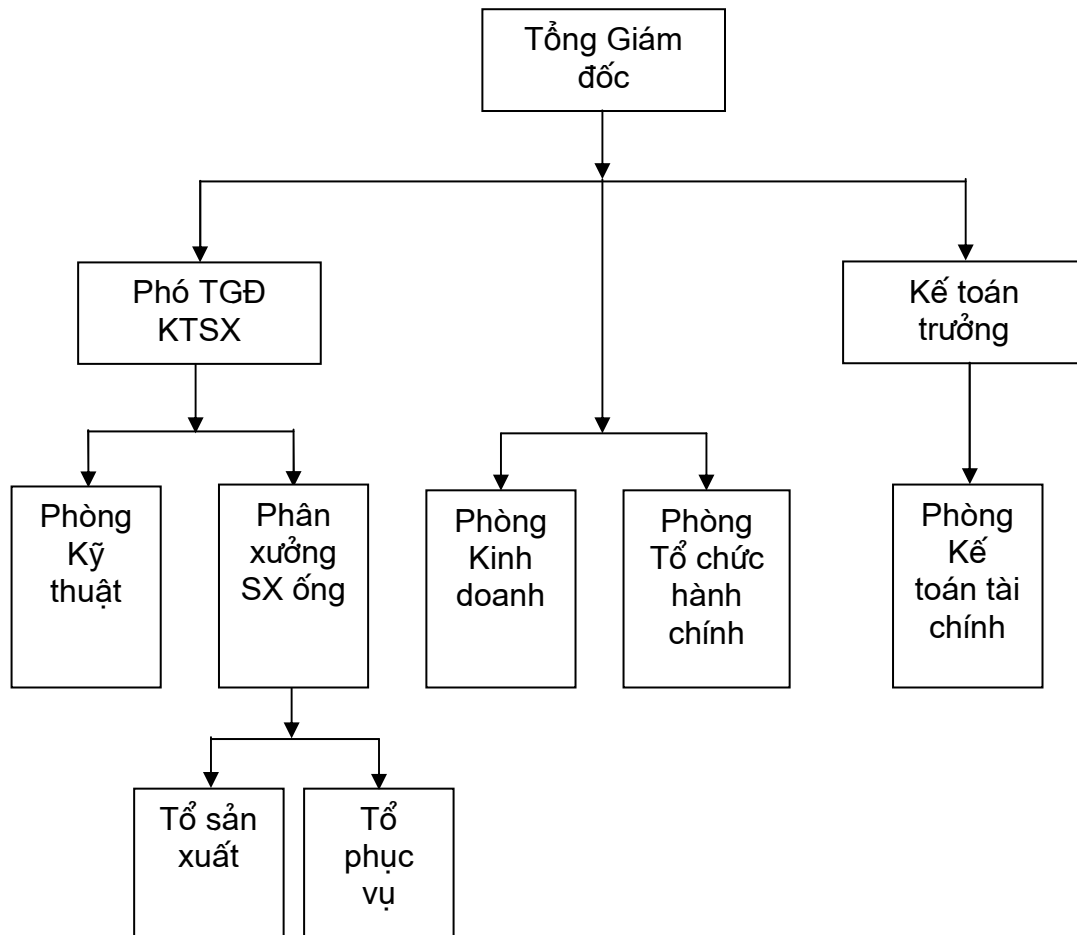 Tổng Giám
đốc
Phó TGĐ
KTSX
Kế toán
trưởng
Phòng
Kỹ
thuật
Phân
xưởng
SX ống
Phòng
Kinh
doanh
Phòng
Tổ chức
hành
chính
Phòng
Kế
toán tài
chính
Tổ sản
xuất
Tổ
phục
vụ